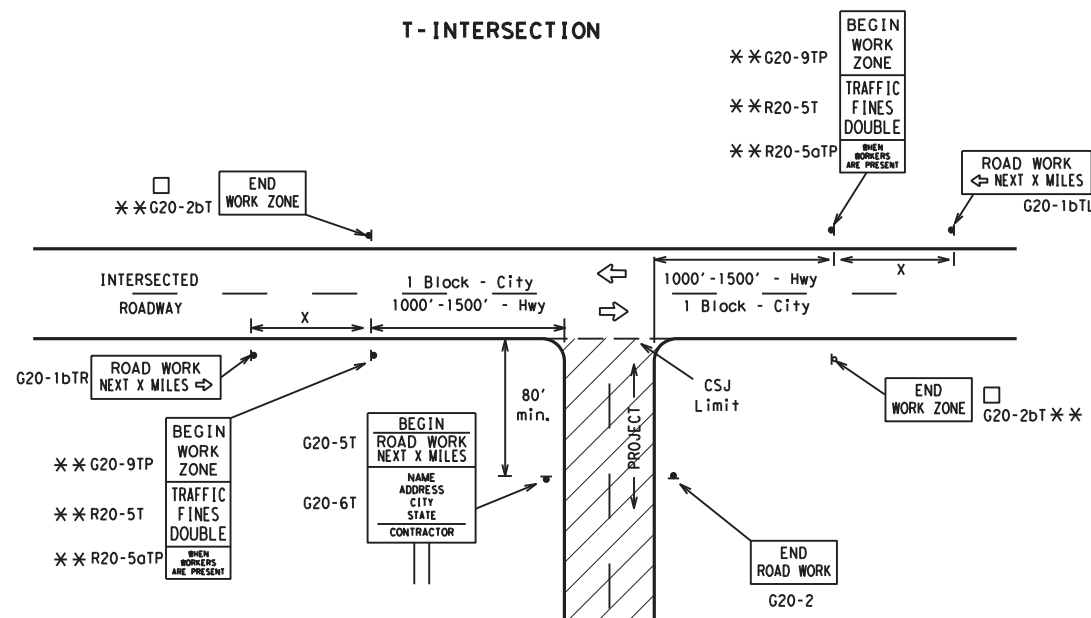 T-INTERSECTION
**G20-9TP
BEGIN
WORK
ZONE
**R20-5T
TRAFFIC
FINES
DOUBLE
**R20-5aTP
WHEN
WORKERS
ARE PRESENT
ROAD WORK
⇦ NEXT X MILES
G20-1bTL
□
**G20-2bT
END
WORK ZONE
INTERSECTED
ROADWAY
1 Block - City
1000'-1500' - Hwy
1000'-1500' - Hwy
1 Block - City
X
X
G20-1bTR
ROAD WORK
NEXT X MILES ⇨
80'
min.
CSJ
Limit
PROJECT
END
WORK ZONE
□
G20-2bT **
**G20-9TP
BEGIN
WORK
ZONE
**R20-5T
TRAFFIC
FINES
DOUBLE
**R20-5aTP
WHEN
WORKERS
ARE PRESENT
G20-5T
BEGIN
ROAD WORK
NEXT X MILES
G20-6T
NAME
ADDRESS
CITY
STATE
CONTRACTOR
END
ROAD WORK
G20-2